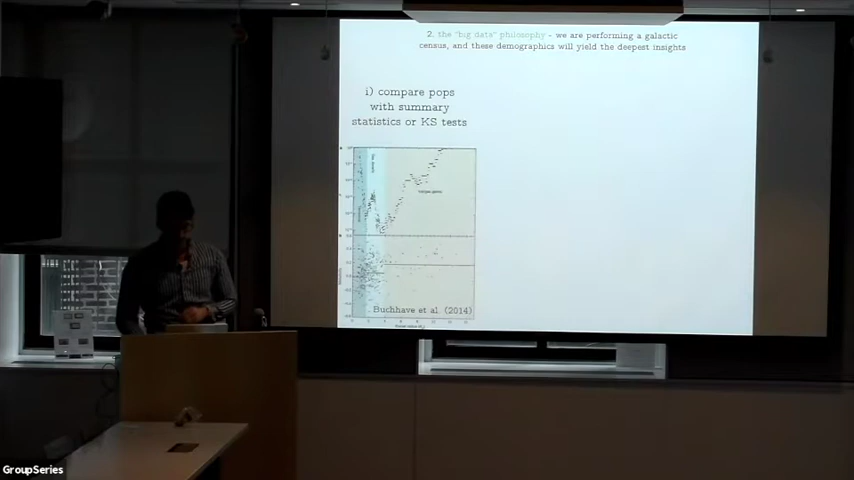 2. the "big data" philosophy - we are performing a galactic
census, and these demographics will yield the deepest insights
i) compare pops
with summary
statistics or KS tests
Buchhave et al. (2014)
GroupSeries